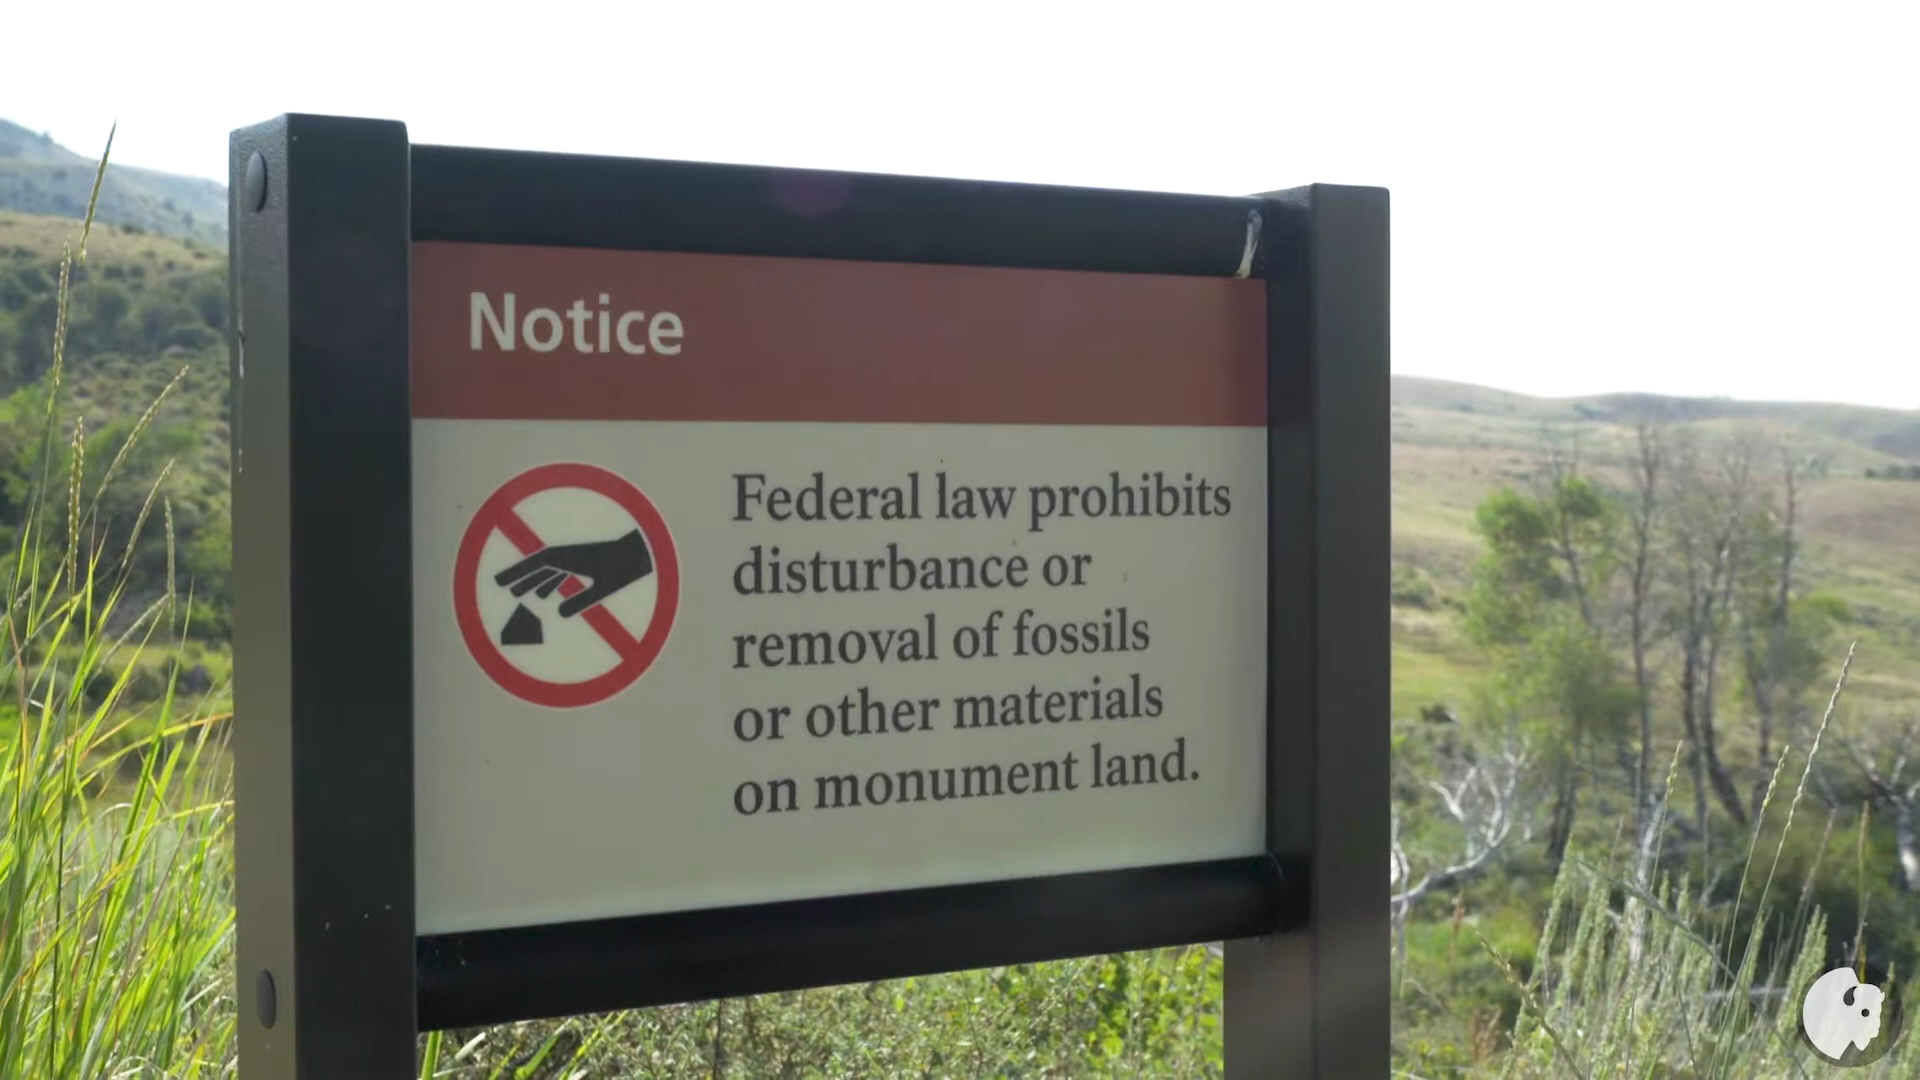 Notice
Federal law prohibits
disturbance or
removal of fossils
or other materials
on monument land.